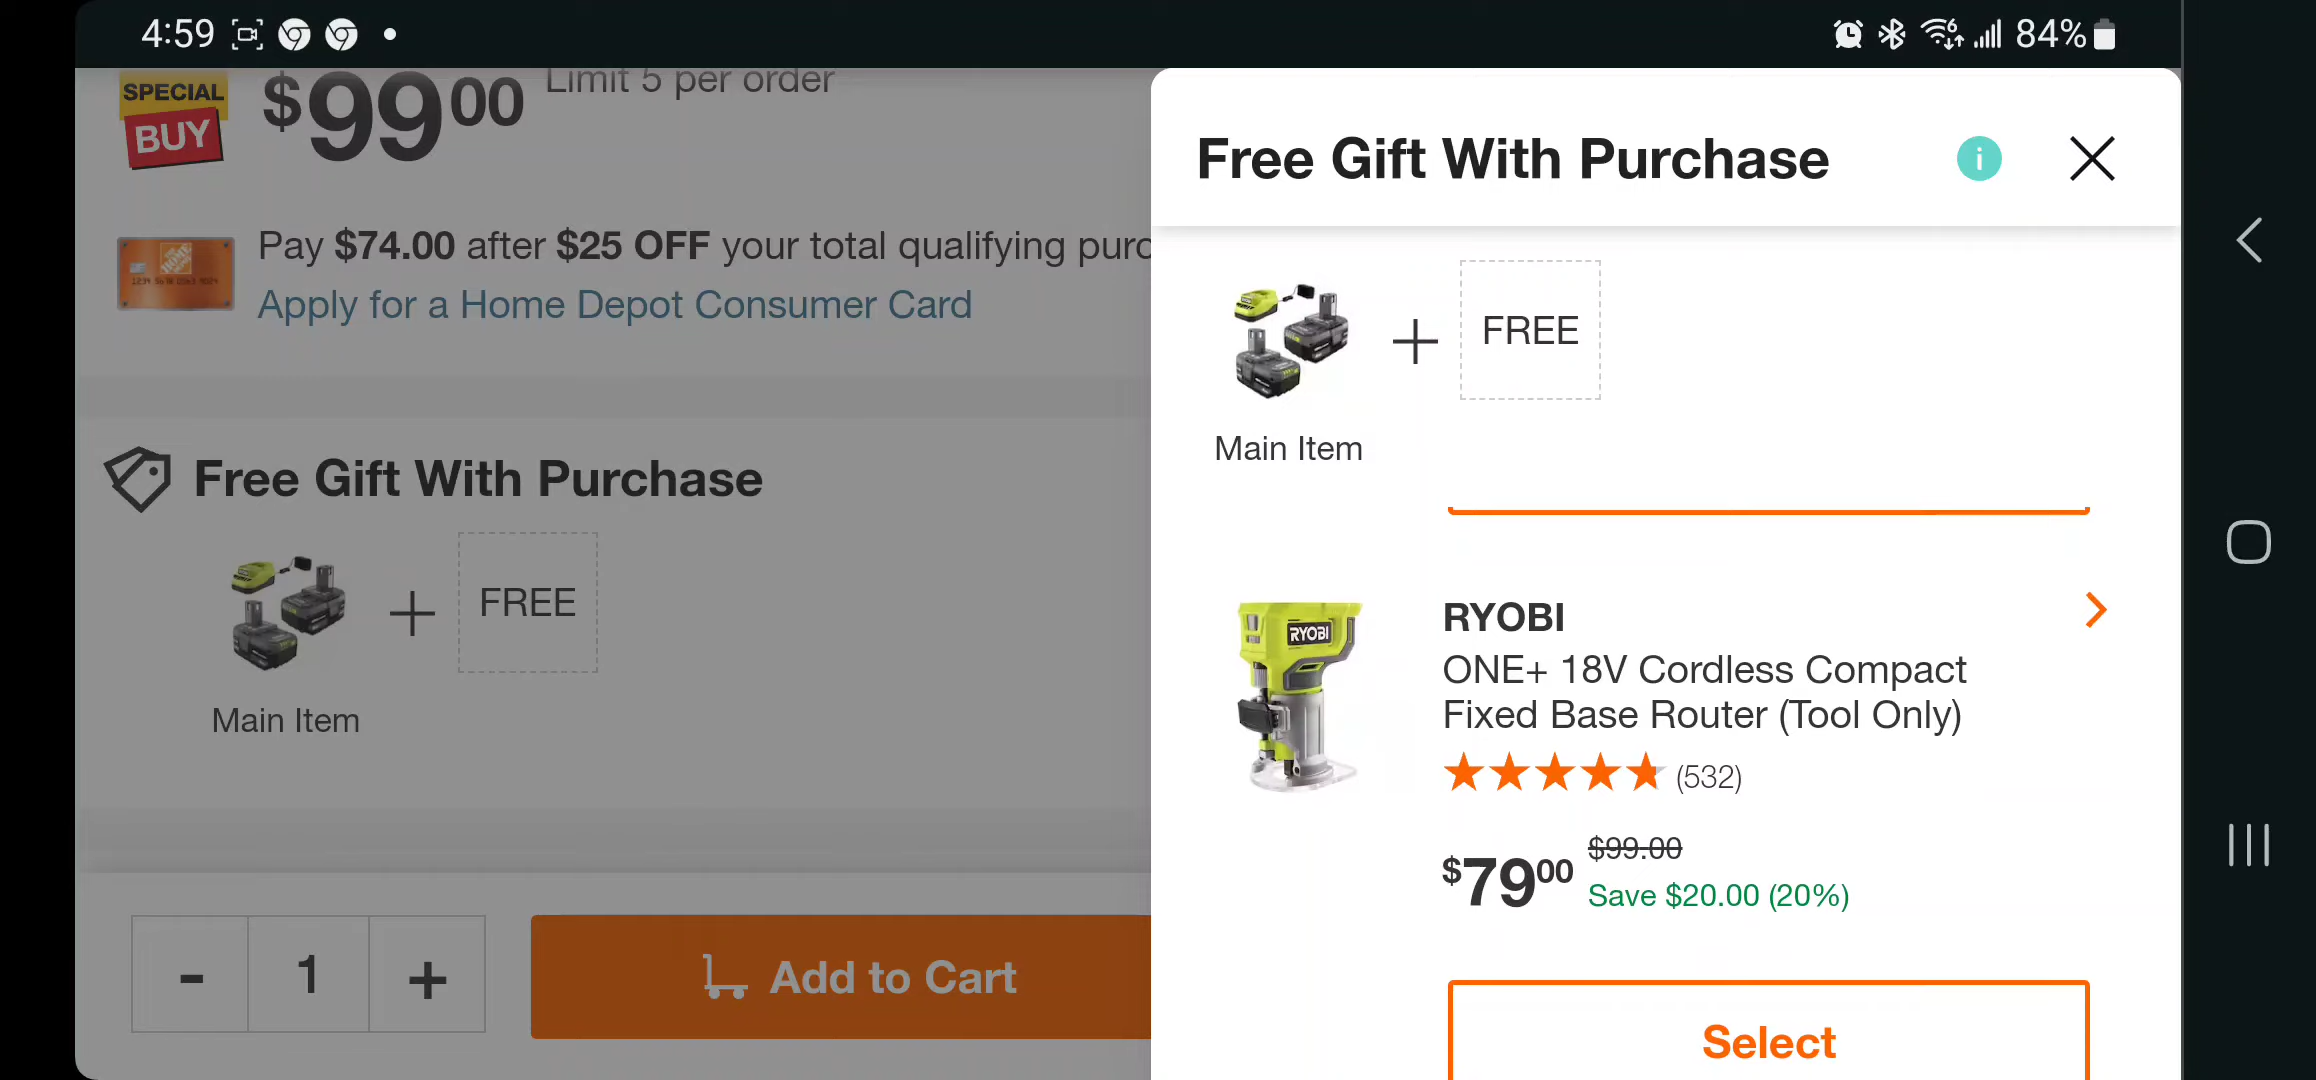 4:59
84%
SPECIAL
BUY
$9900
Limit 5 per order
Pay $74.00 after $25 OFF your total qualifying purc
Apply for a Home Depot Consumer Card
Free Gift With Purchase
+
FREE
Main Item
-
1
+
Add to Cart
Free Gift With Purchase
i
+
FREE
Main Item
RYOBI
RYOBI
ONE+ 18V Cordless Compact
Fixed Base Router (Tool Only)
(532)
$7900
$99.00
Save $20.00 (20%)
Select